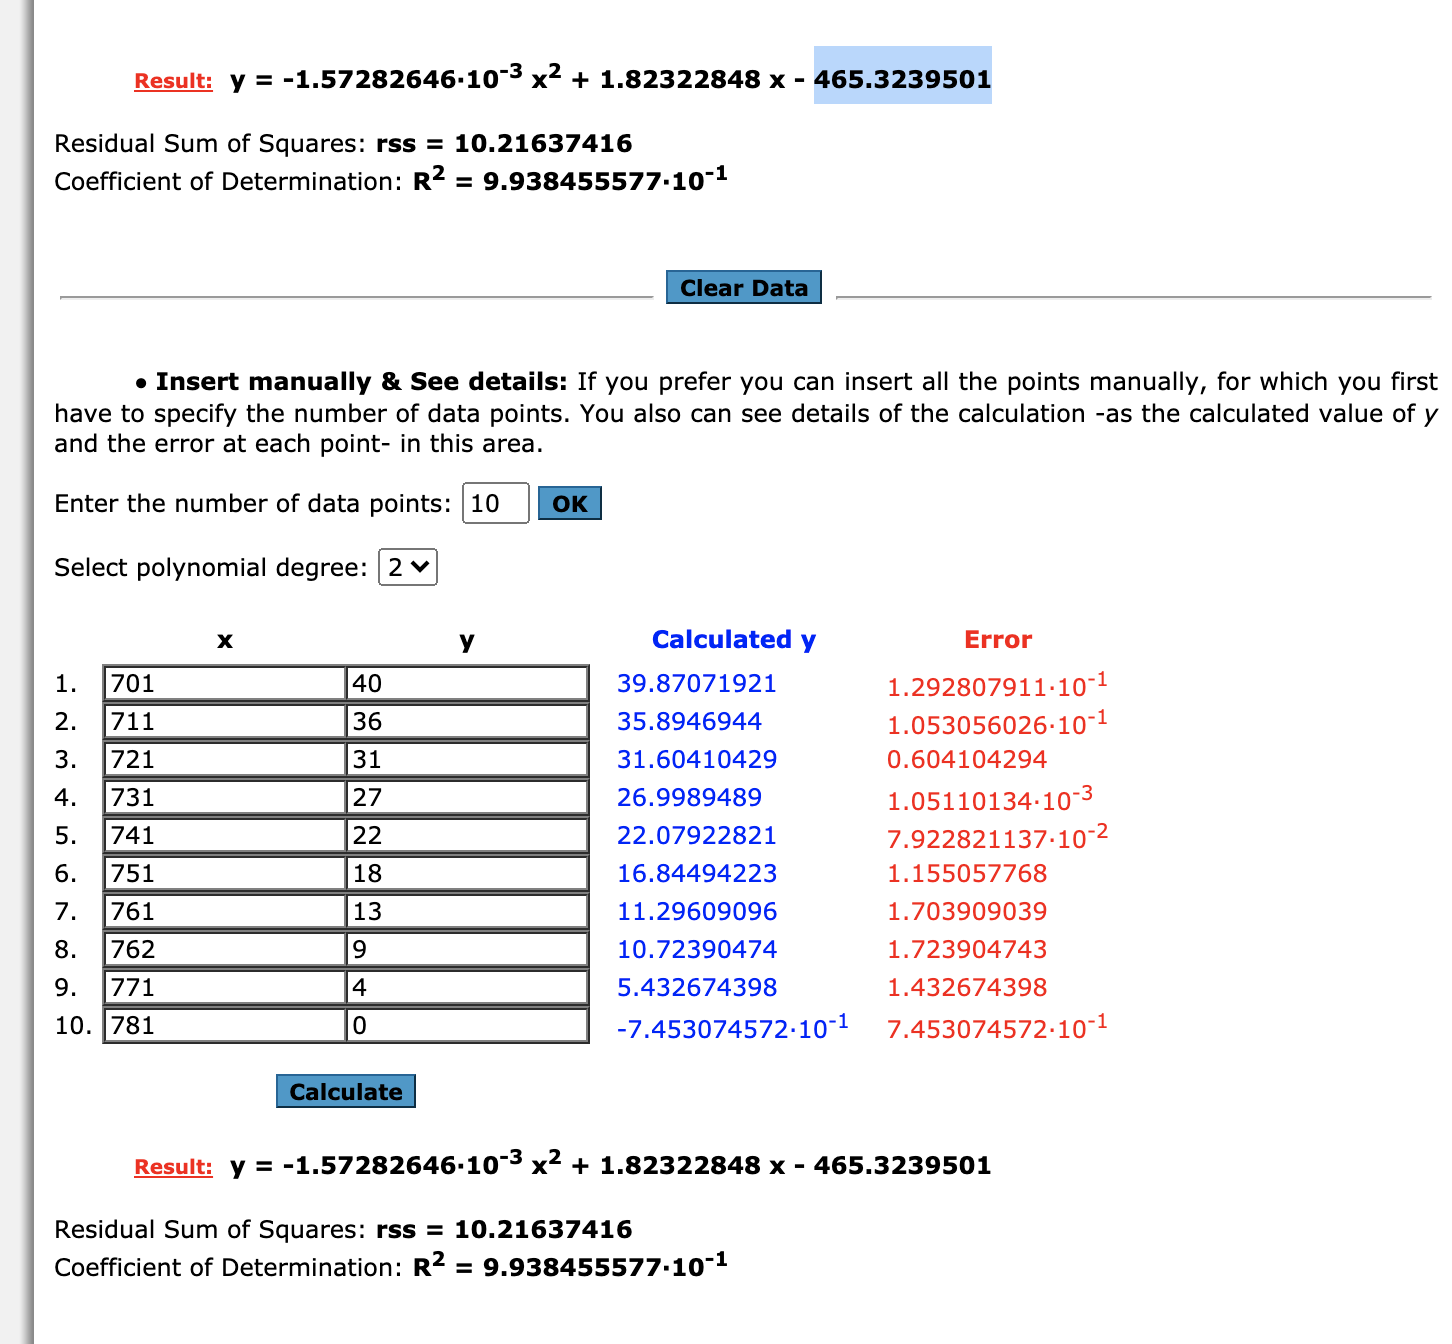 Result: y = -1.57282646·10⁻³ x² + 1.82322848 x - 465.3239501
Residual Sum of Squares: rss = 10.21637416
Coefficient of Determination: R² = 9.938455577·10⁻¹
Clear Data
• Insert manually & See details: If you prefer you can insert all the points manually, for which you first
have to specify the number of data points. You also can see details of the calculation -as the calculated value of y
and the error at each point- in this area.
Enter the number of data points: 10 OK
Select polynomial degree: 2
x y Calculated y Error
1. 701 40 39.87071921 1.292807911·10⁻¹
2. 711 36 35.8946944 1.053056026·10⁻¹
3. 721 31 31.60410429 0.604104294
4. 731 27 26.9989489 1.05110134·10⁻³
5. 741 22 22.07922821 7.922821137·10⁻²
6. 751 18 16.84494223 1.155057768
7. 761 13 11.29609096 1.703909039
8. 762 9 10.72390474 1.723904743
9. 771 4 5.432674398 1.432674398
10. 781 0 -7.453074572·10⁻¹ 7.453074572·10⁻¹
Calculate
Result: y = -1.57282646·10⁻³ x² + 1.82322848 x - 465.3239501
Residual Sum of Squares: rss = 10.21637416
Coefficient of Determination: R² = 9.938455577·10⁻¹